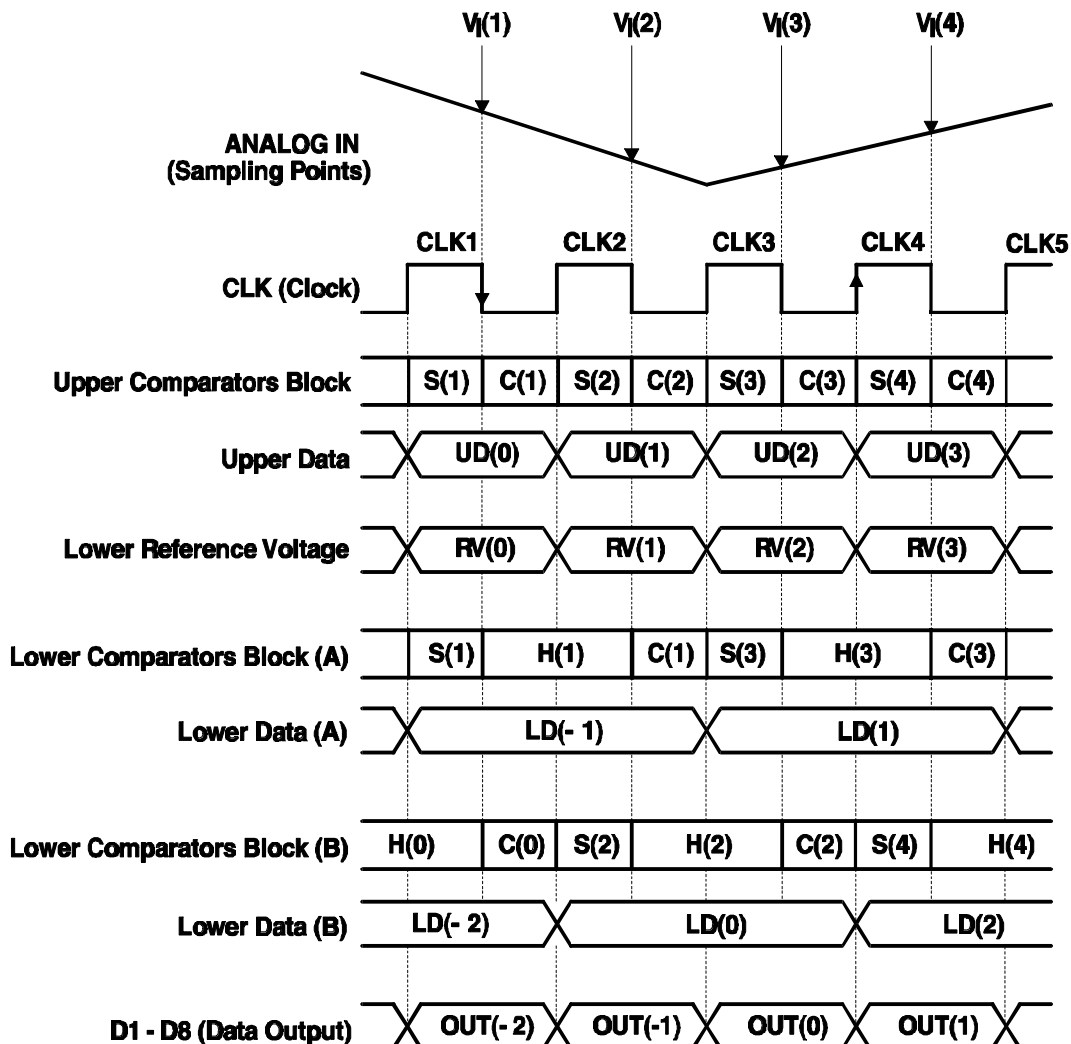 VI(1) VI(2) VI(3) VI(4)
ANALOG IN
(Sampling Points)
CLK1 CLK2 CLK3 CLK4 CLK5
CLK (Clock)
Upper Comparators Block S(1) C(1) S(2) C(2) S(3) C(3) S(4) C(4)
Upper Data UD(0) UD(1) UD(2) UD(3)
Lower Reference Voltage RV(0) RV(1) RV(2) RV(3)
Lower Comparators Block (A) S(1) H(1) C(1) S(3) H(3) C(3)
Lower Data (A) LD(- 1) LD(1)
Lower Comparators Block (B) H(0) C(0) S(2) H(2) C(2) S(4) H(4)
Lower Data (B) LD(- 2) LD(0) LD(2)
D1 - D8 (Data Output) OUT(- 2) OUT(-1) OUT(0) OUT(1)